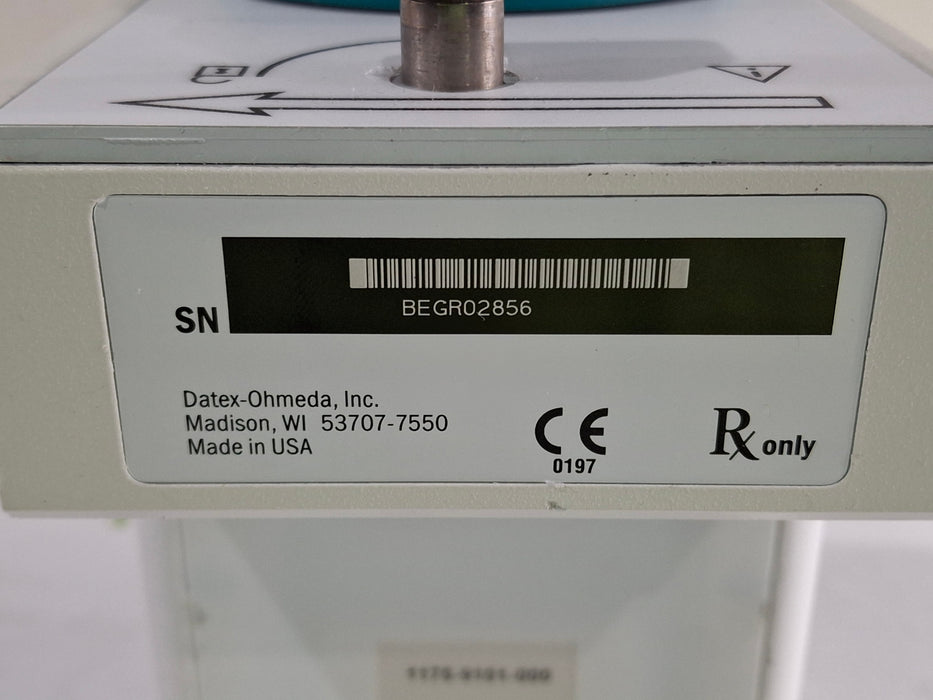 SN
BEGR02856
Datex-Ohmeda, Inc.
Madison, WI 53707-7550
Made in USA
CE
0197
Rx only